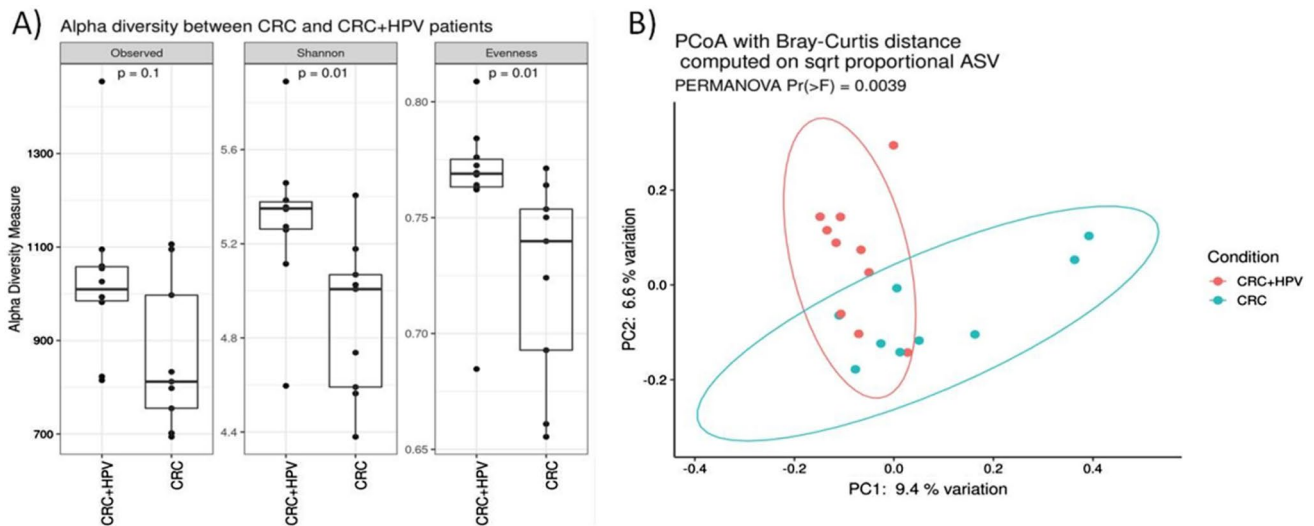 A)
Alpha diversity between CRC and CRC+HPV patients
Observed
Shannon
Evenness
p = 0.1
p = 0.01
p = 0.01
Alpha Diversity Measure
1300
1100
900
700
5.6
5.2
4.8
4.4
0.80
0.75
0.70
0.65
CRC+HPV
CRC
CRC+HPV
CRC
CRC+HPV
CRC
B)
PCoA with Bray-Curtis distance
computed on sqrt proportional ASV
PERMANOVA Pr(>F) = 0.0039
PC2: 6.6 % variation
0.2
0.0
-0.2
-0.4
-0.2
0.0
0.2
0.4
PC1: 9.4 % variation
Condition
CRC+HPV
CRC